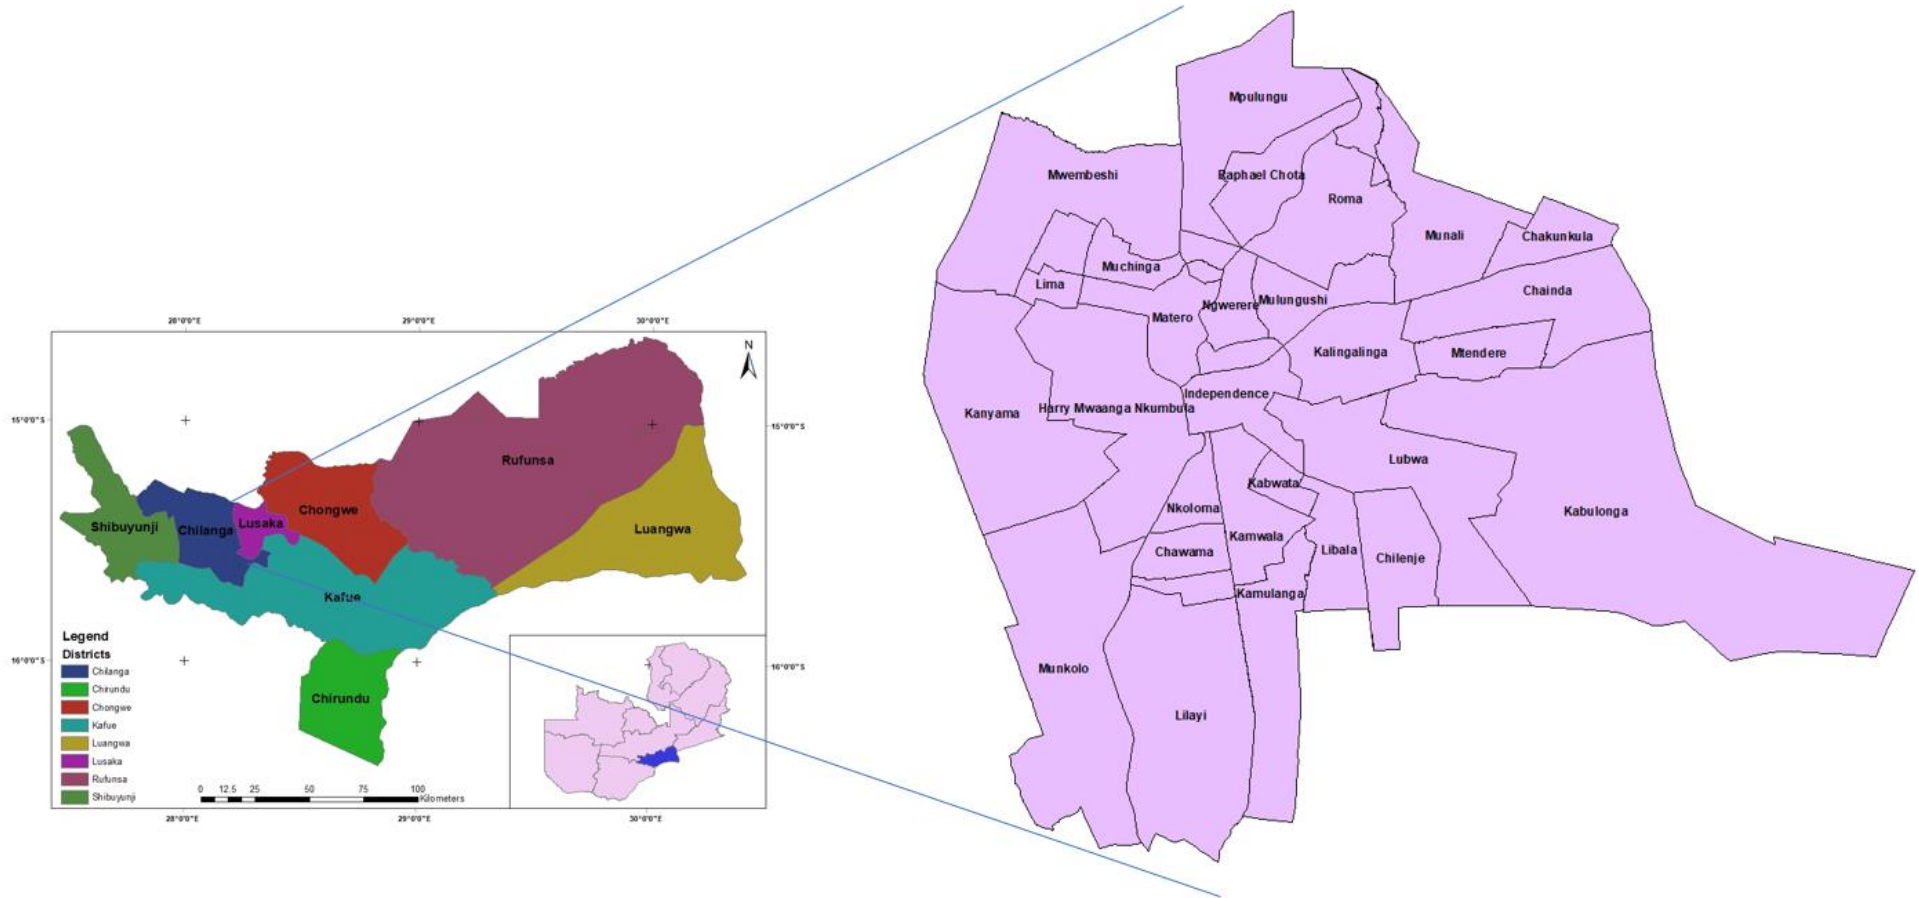 28°0'0"E
29°0'0"E
30°0'0"E
N
15°0'0"S
15°0'0"S
Rufunsa
Chongwe
Shibuyunji
Chilanga
Lusaka
Luangwa
Kafue
16°0'0"S
16°0'0"S
Chirundu
Legend
Districts
Chilanga
Chirundu
Chongwe
Kafue
Luangwa
Lusaka
Rufunsa
Shibuyunji
0 12.5 25 50 75 100
Kilometers
28°0'0"E
29°0'0"E
30°0'0"E
Mpulungu
Mwembeshi
Raphael Chota
Roma
Munali
Chakunkula
Muchinga
Lima
Ngwerere
Mulungushi
Chainda
Matero
Kalingalinga
Mtendere
Independence
Kanyama
Harry Mwaanga Nkumbula
Lubwa
Kabwata
Nkoloma
Kabulonga
Kamwala
Chawama
Libala
Chilenje
Kamulanga
Munkolo
Lilayi